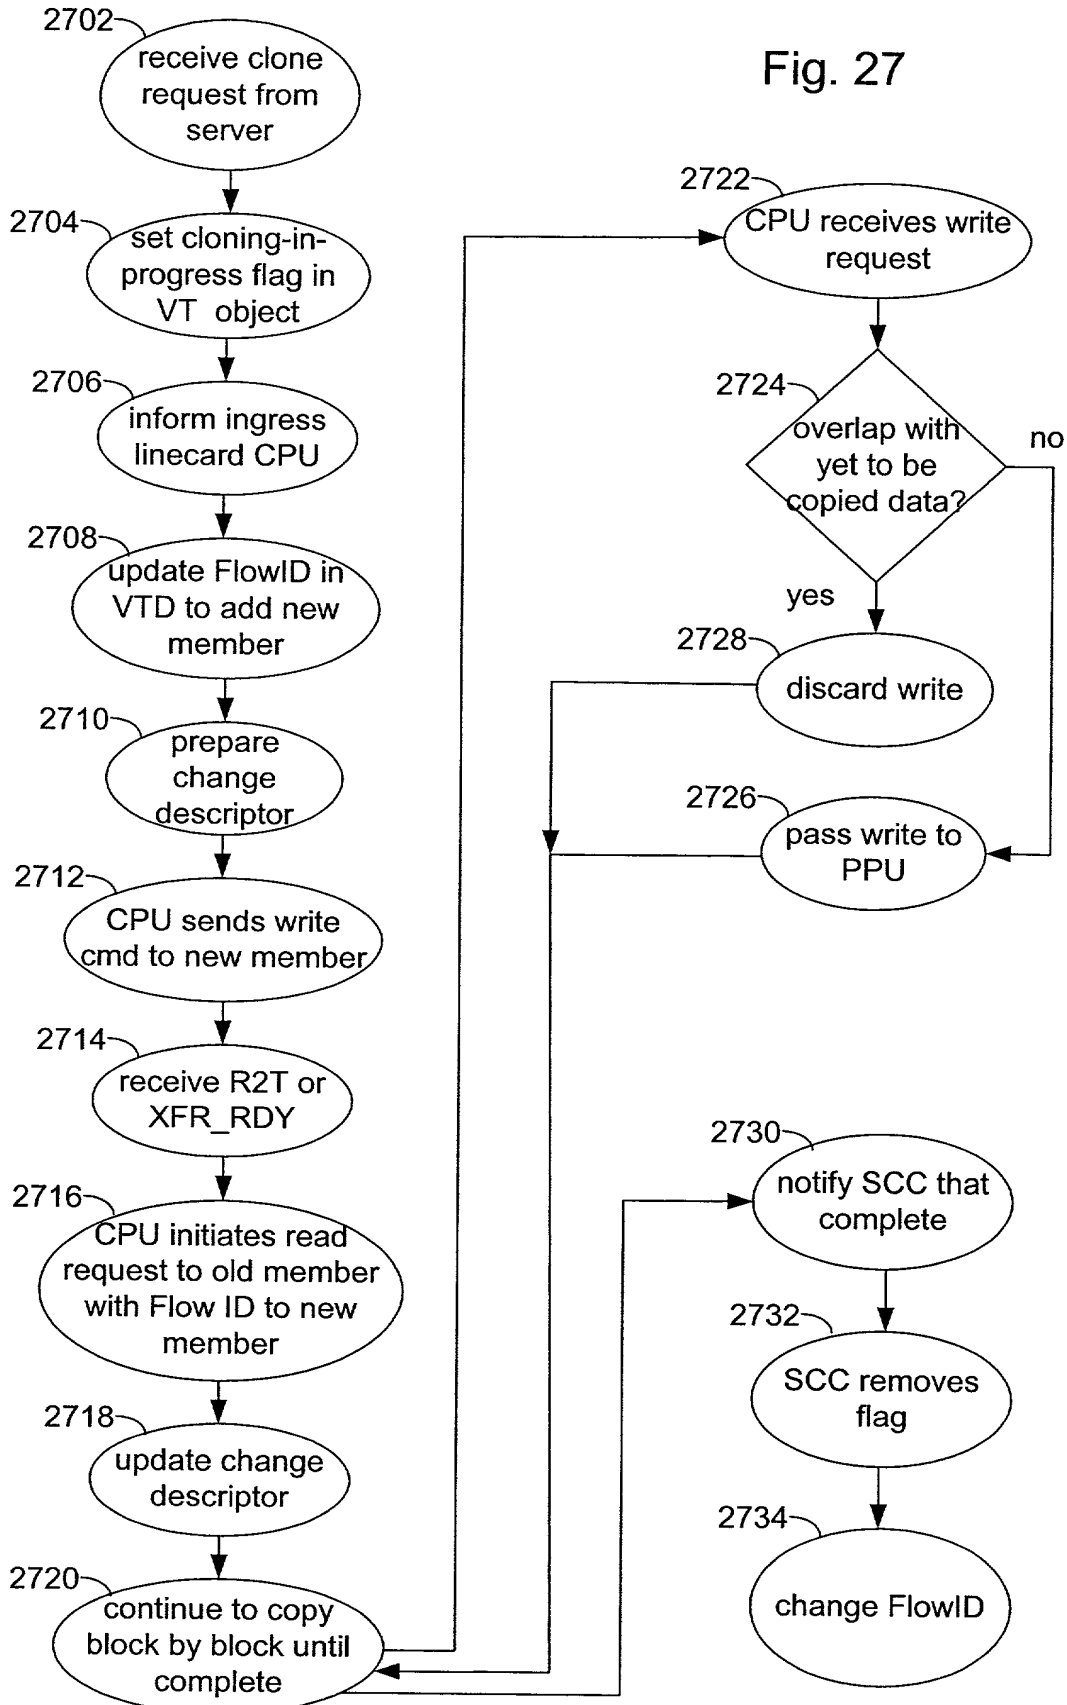 Fig. 27
2702
receive clone
request from
server
2704
set cloning-in-
progress flag in
VT object
2706
inform ingress
linecard CPU
2708
update FlowID in
VTD to add new
member
2710
prepare
change
descriptor
2712
CPU sends write
cmd to new member
2714
receive R2T or
XFR_RDY
2716
CPU initiates read
request to old member
with Flow ID to new
member
2718
update change
descriptor
2720
continue to copy
block by block until
complete
2722
CPU receives write
request
2724
overlap with
yet to be
copied data?
no
yes
2728
discard write
2726
pass write to
PPU
2730
notify SCC that
complete
2732
SCC removes
flag
2734
change FlowID